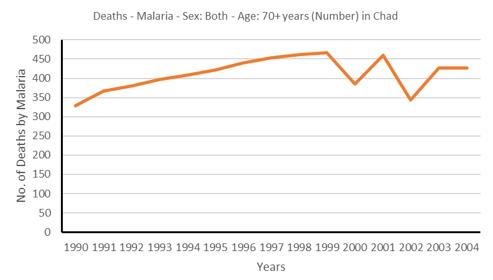 Deaths - Malaria - Sex: Both - Age: 70+ years (Number) in Chad
No. of Deaths by Malaria
500
450
400
350
300
250
200
150
100
50
0
1990 1991 1992 1993 1994 1995 1996 1997 1998 1999 2000 2001 2002 2003 2004
Years